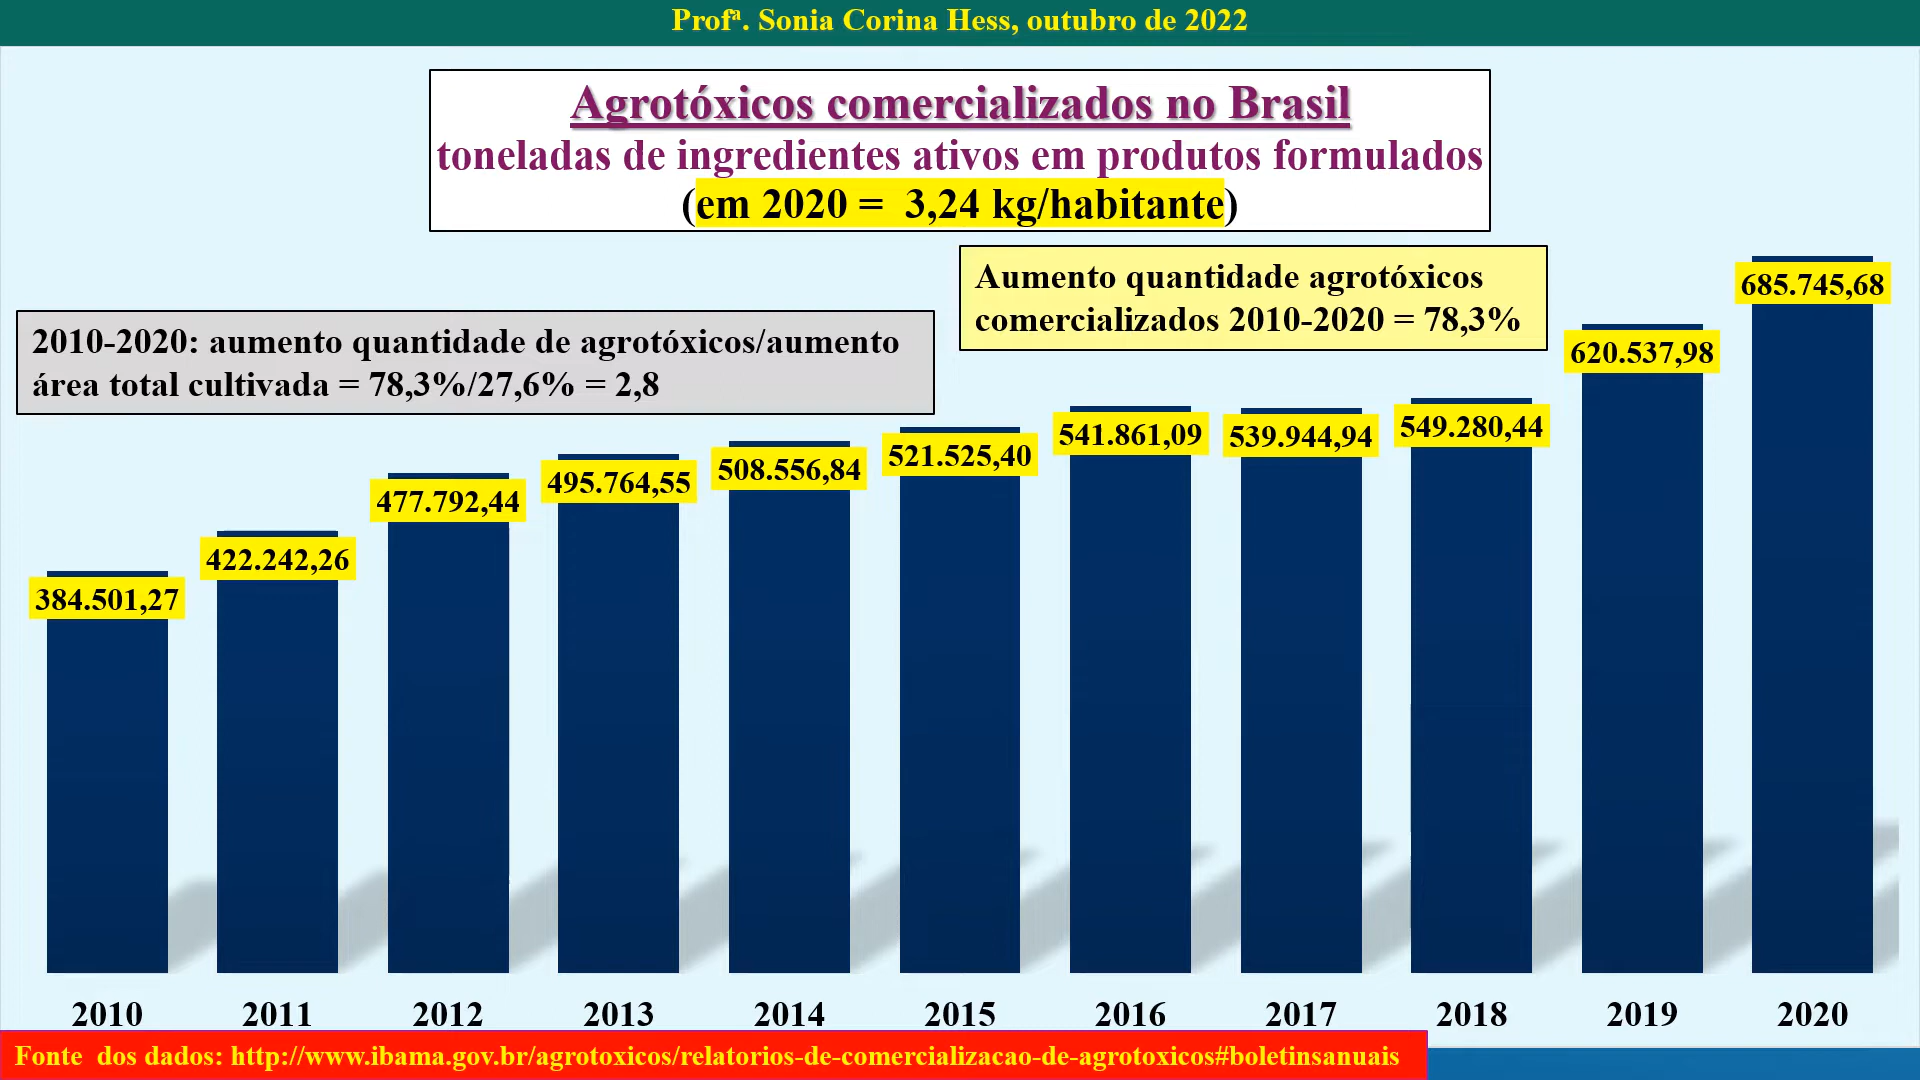 Profª. Sonia Corina Hess, outubro de 2022
Agrotóxicos comercializados no Brasil
toneladas de ingredientes ativos em produtos formulados
(em 2020 = 3,24 kg/habitante)
Aumento quantidade agrotóxicos
comercializados 2010-2020 = 78,3%
2010-2020: aumento quantidade de agrotóxicos/aumento
área total cultivada = 78,3%/27,6% = 2,8
384.501,27
422.242,26
477.792,44
495.764,55
508.556,84
521.525,40
541.861,09
539.944,94
549.280,44
620.537,98
685.745,68
2010 2011 2012 2013 2014 2015 2016 2017 2018 2019 2020
Fonte dos dados: http://www.ibama.gov.br/agrotoxicos/relatorios-de-comercializacao-de-agrotoxicos#boletinsanuais